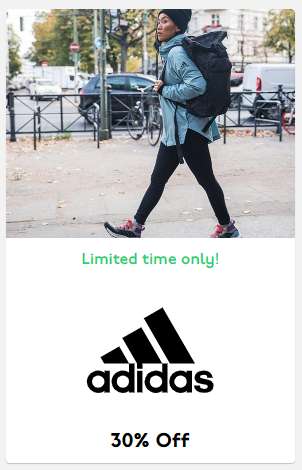 Limited time only!
adidas
30% Off